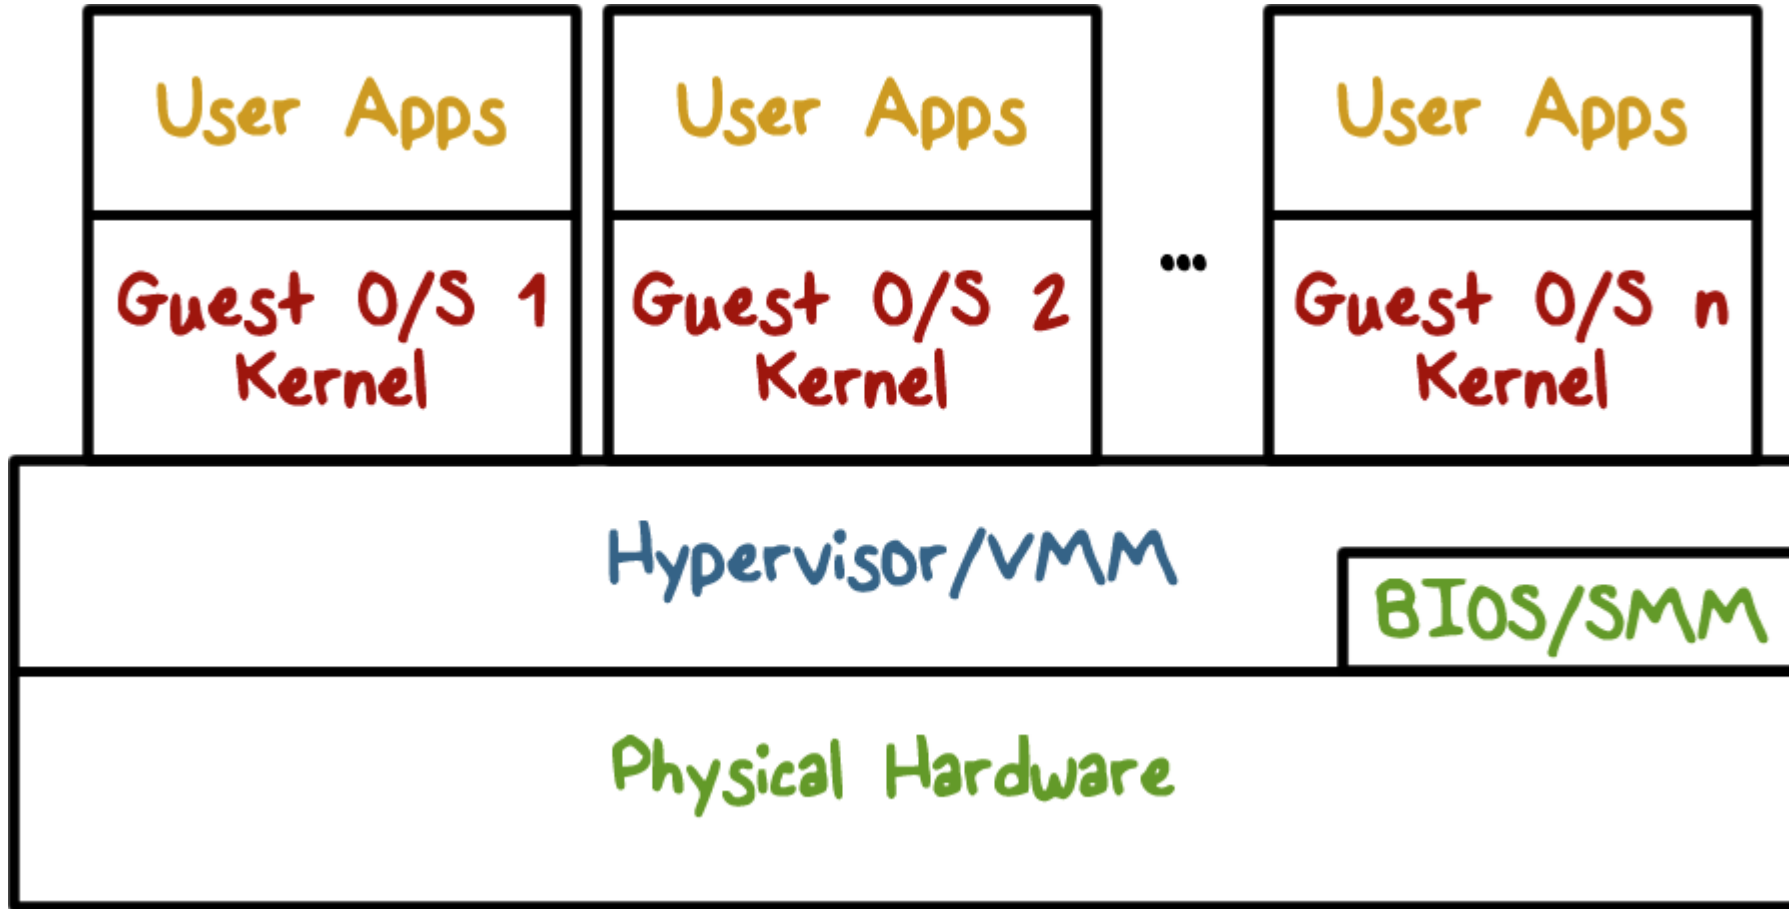 User Apps
User Apps
User Apps
Guest O/S 1
Kernel
Guest O/S 2
Kernel
...
Guest O/S n
Kernel
Hypervisor/VMM
BIOS/SMM
Physical Hardware